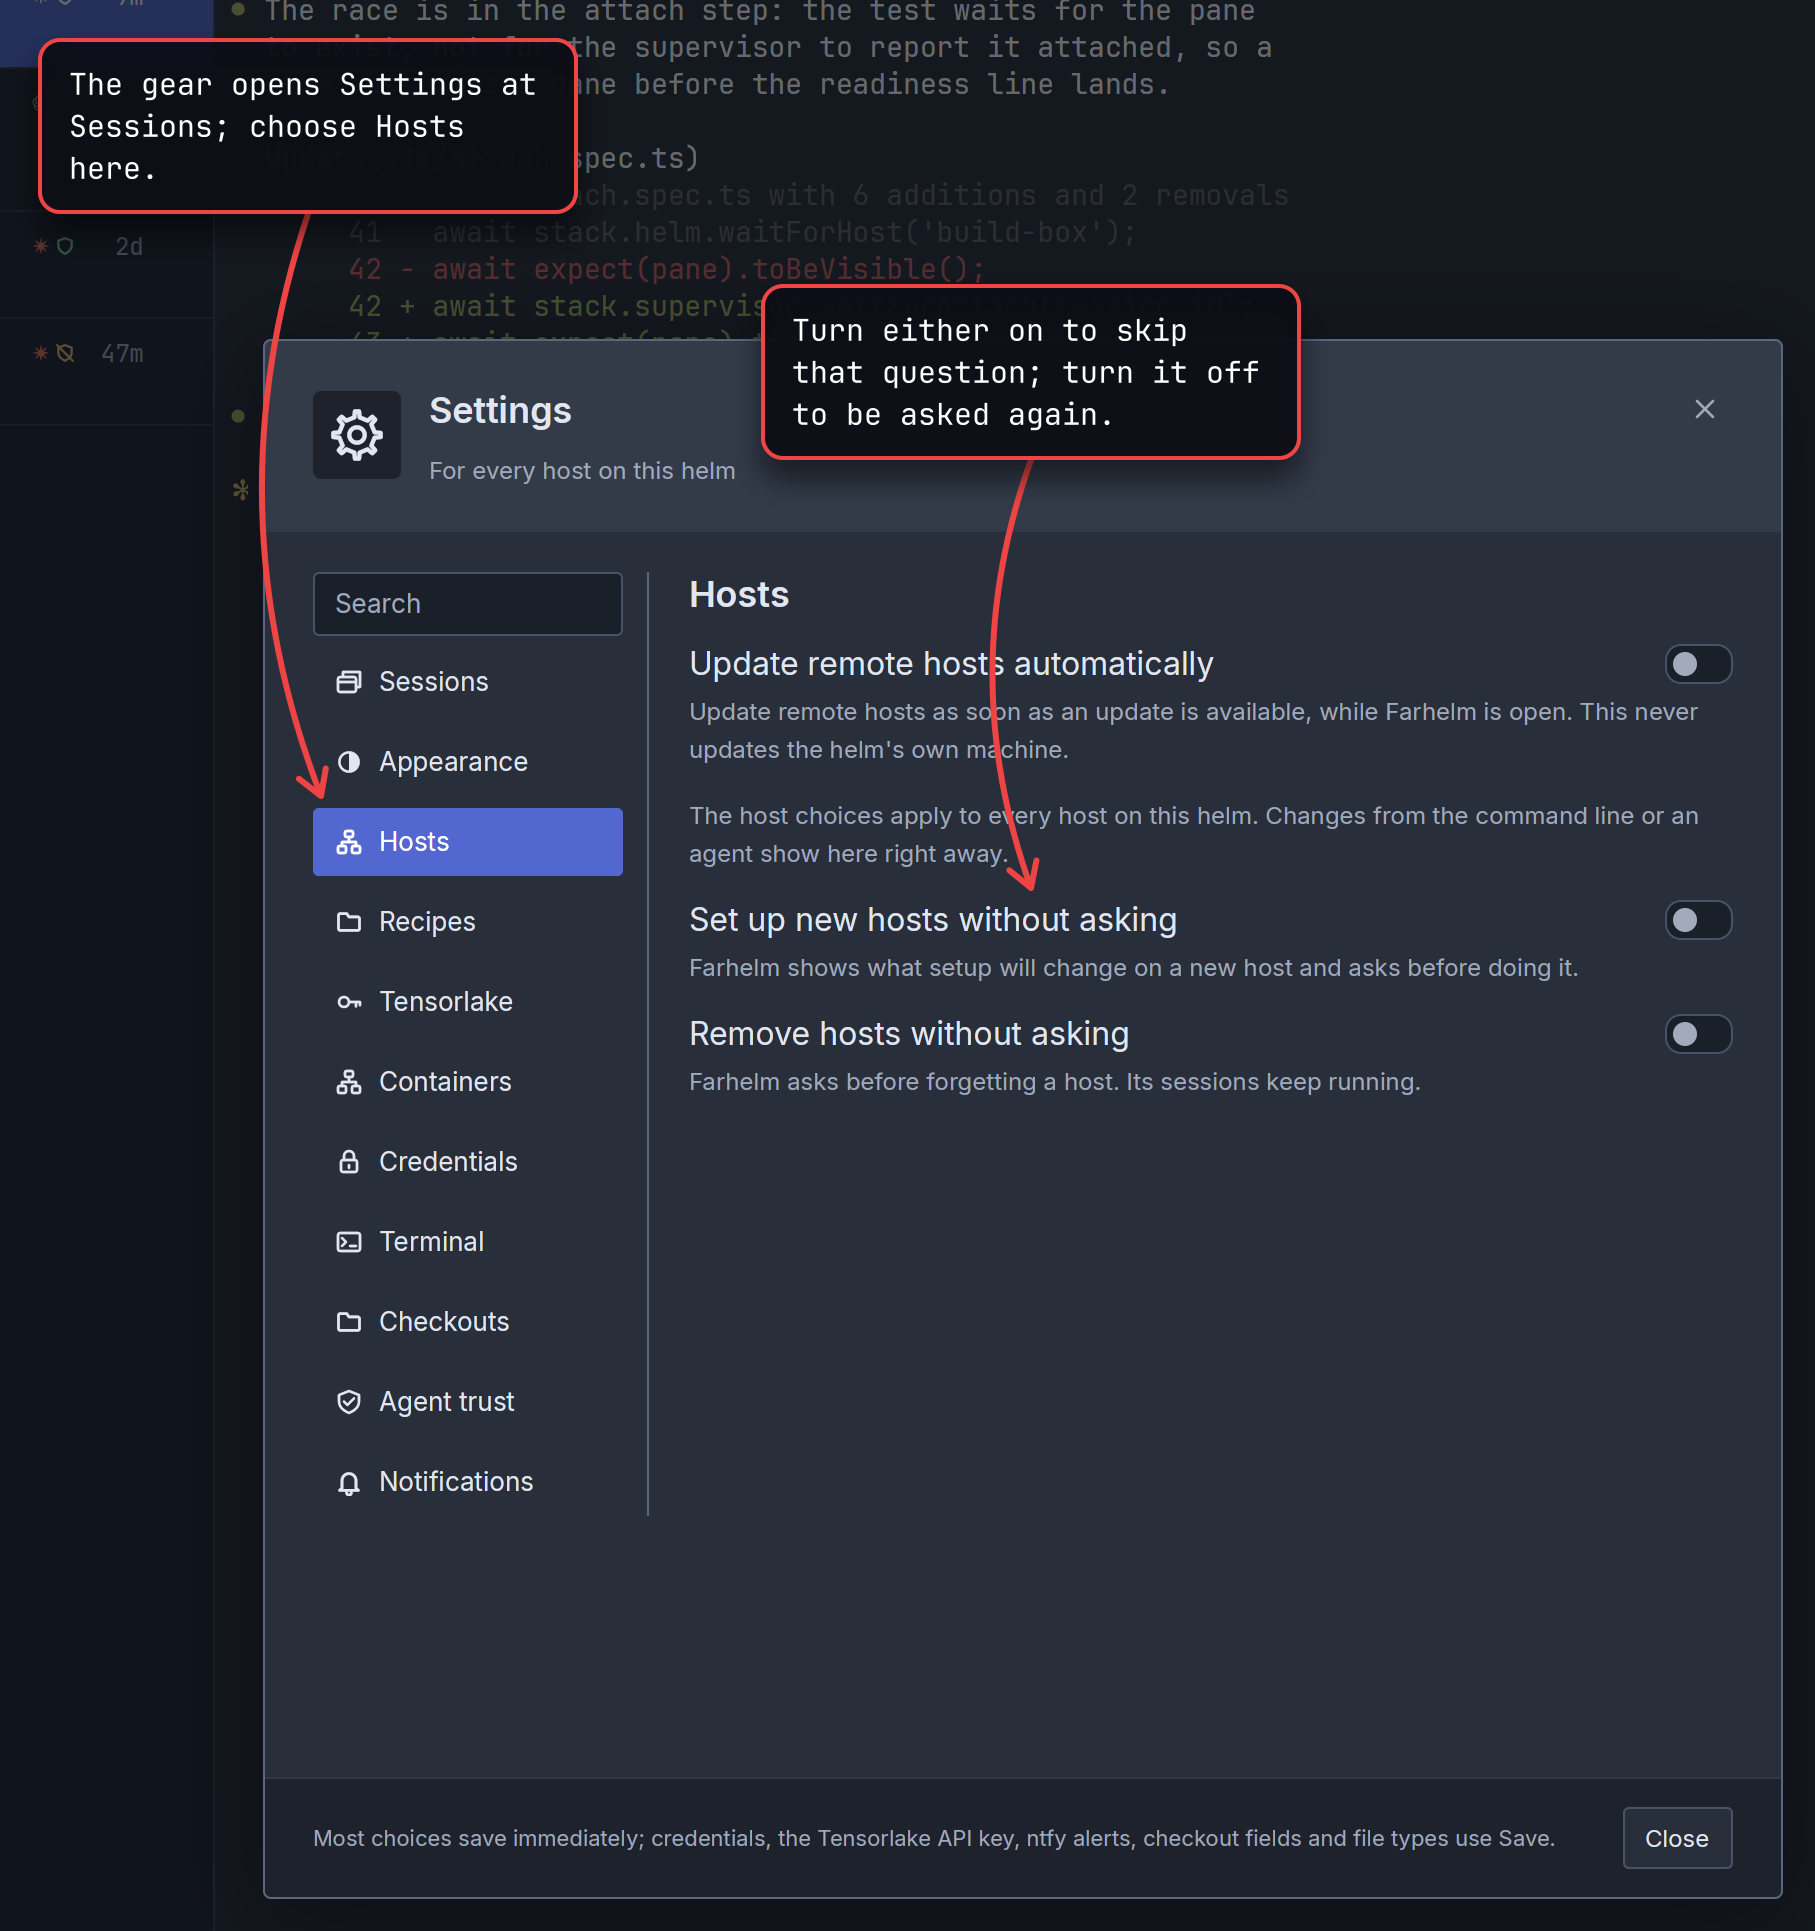 The race is in the attach step: the test waits for the pane
the supervisor to report it attached, so a
before the readiness line lands.
The gear opens Settings at
Sessions; choose Hosts
here.
spec.ts)
with 6 additions and 2 removals
2d
41 await stack.helm.waitForHost('build-box');
42 - await expect(pane).toBeVisible();
42 + await
47m
Turn either on to skip
that question; turn it off
to be asked again.
Settings
For every host on this helm
Search
Sessions
Appearance
Hosts
Recipes
Tensorlake
Containers
Credentials
Terminal
Checkouts
Agent trust
Notifications
Hosts
Update remote hosts automatically
Update remote hosts as soon as an update is available, while Farhelm is open. This never
updates the helm's own machine.
The host choices apply to every host on this helm. Changes from the command line or an
agent show here right away.
Set up new hosts without asking
Farhelm shows what setup will change on a new host and asks before doing it.
Remove hosts without asking
Farhelm asks before forgetting a host. Its sessions keep running.
Most choices save immediately; credentials, the Tensorlake API key, ntfy alerts, checkout fields and file types use Save.
Close